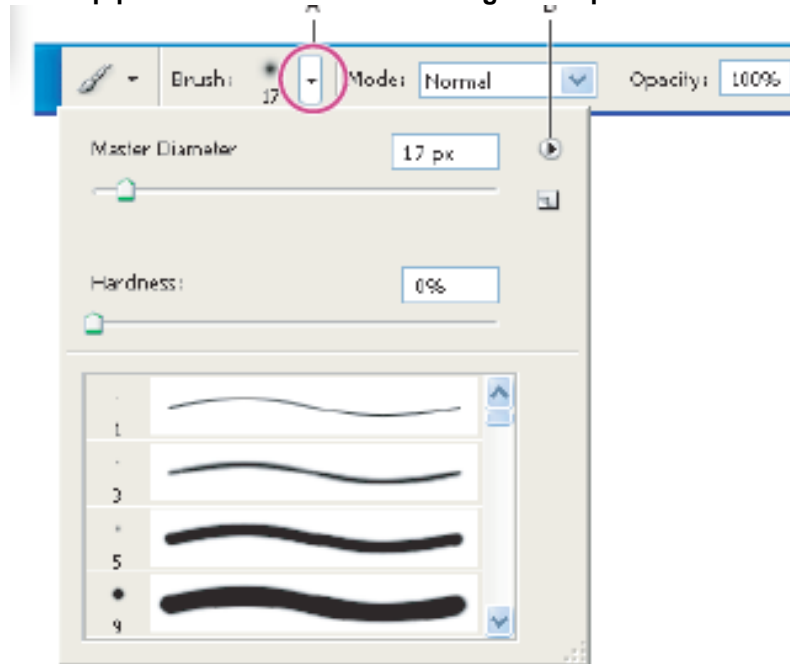 A B
Brush: 17 Mode: Normal Opacity: 100%
Master Diameter 17 px
Hardness: 0%
1
3
5
9